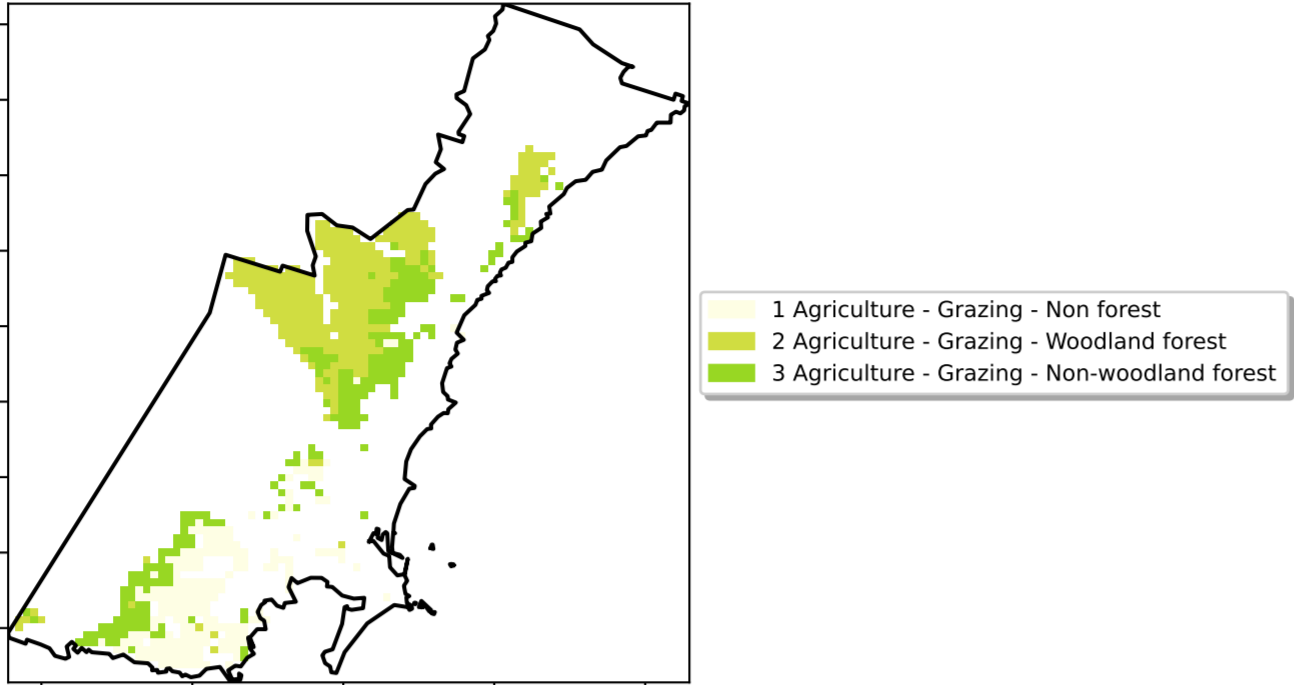 1 Agriculture - Grazing - Non forest
2 Agriculture - Grazing - Woodland forest
3 Agriculture - Grazing - Non-woodland forest